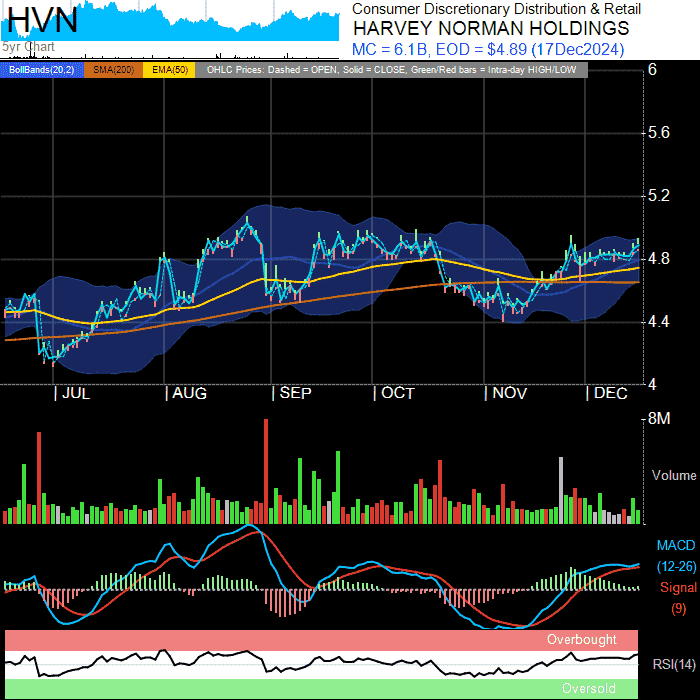 HVN
5yr Chart
Consumer Discretionary Distribution & Retail
HARVEY NORMAN HOLDINGS
MC = 6.1B, EOD = $4.89 (17Dec2024)
BollBands(20,2) SMA(200) EMA(50) OHLC Prices: Dashed = OPEN, Solid = CLOSE, Green/Red bars = Intra-day HIGH/LOW
6
5.6
5.2
4.8
4.4
4
| JUL | AUG | SEP | OCT | NOV | DEC
8M
Volume
MACD
(12-26)
Signal
(9)
Overbought
RSI(14)
Oversold